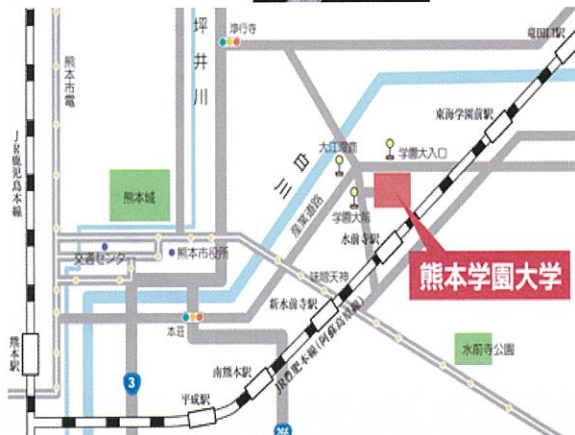 浄行寺
坪井川
竜田口駅
熊本市電
JR鹿児島本線
東海学園前駅
大江渡鹿
学園大入口
白川
熊本城
産業道路
学園大前
水前寺駅
熊本学園大学
交通センター
熊本市役所
味噌天神
新水前寺駅
本荘
JR豊肥本線(阿蘇高原線)
水前寺公園
熊本駅
南熊本駅
3
平成駅
266